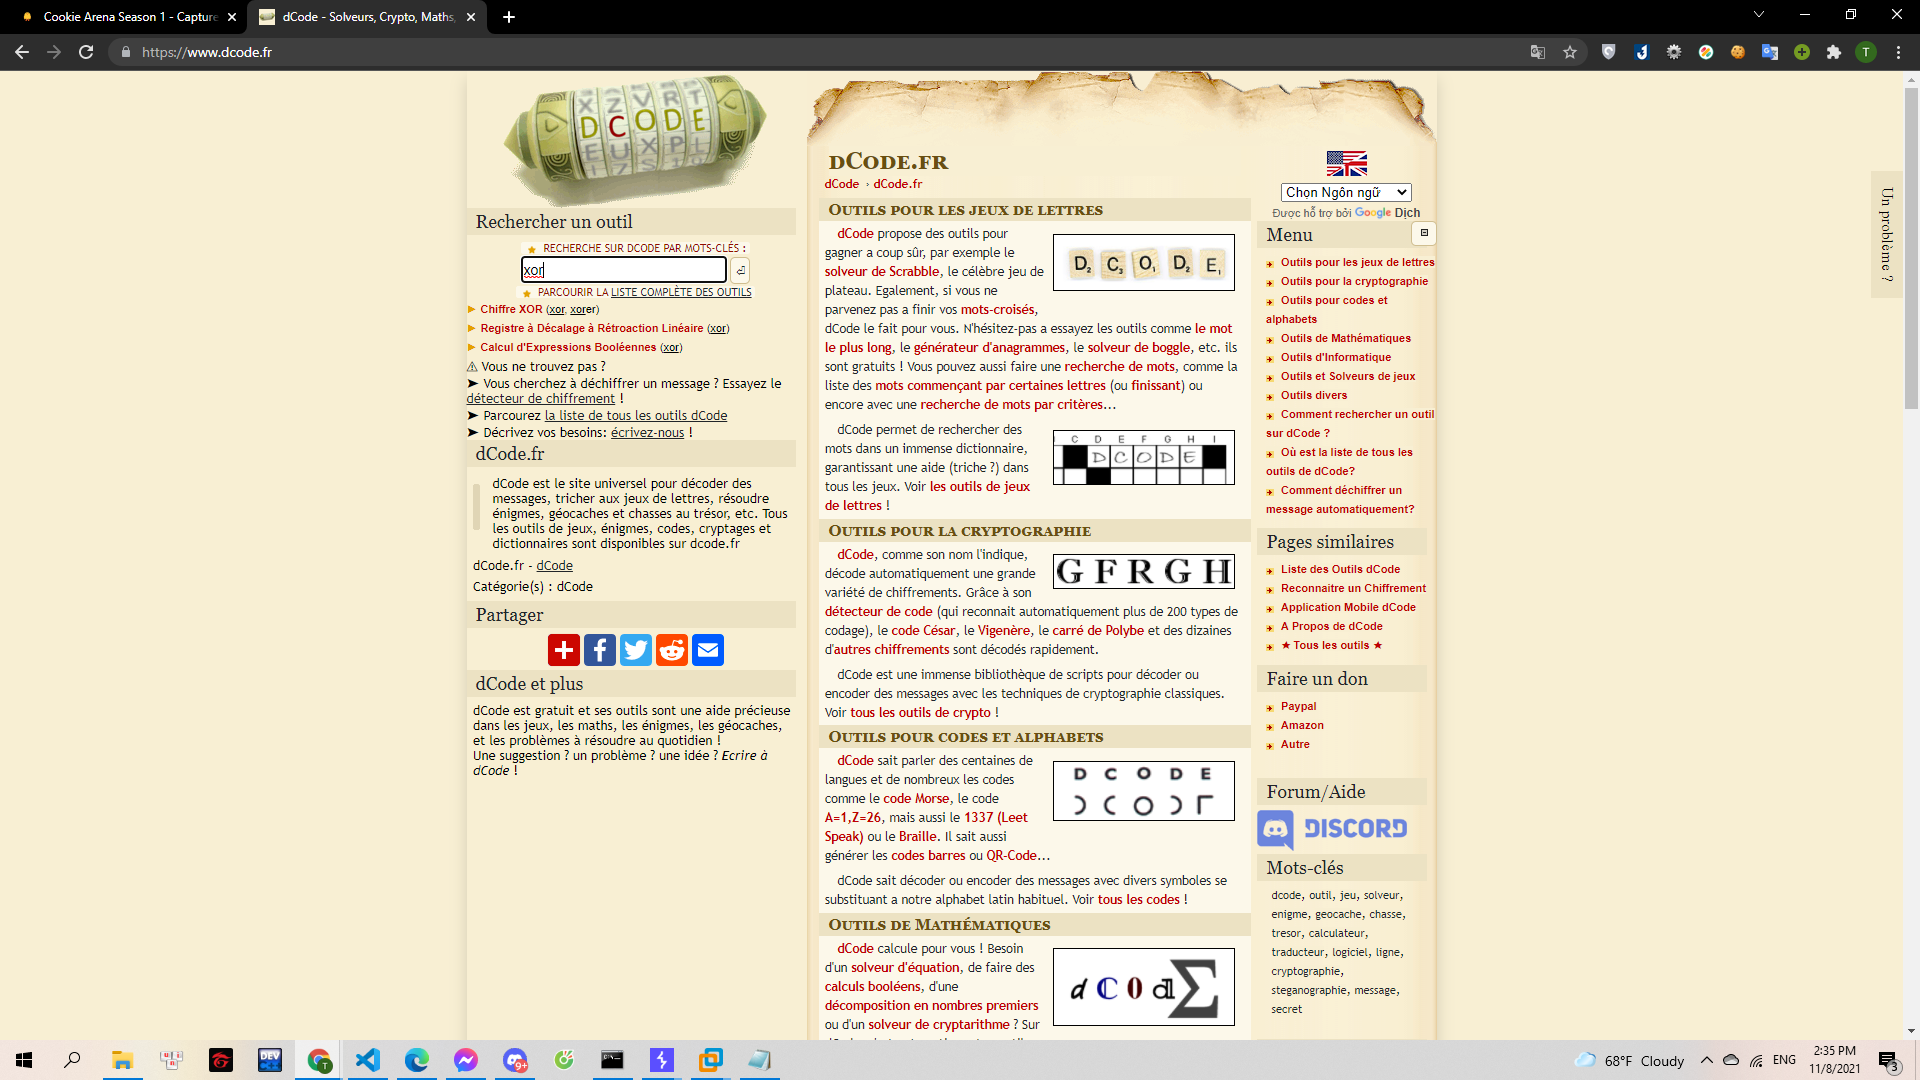 Cookie Arena Season 1 - Capture
dCode - Solveurs, Crypto, Maths,
https://www.dcode.fr
T
XZVRT
DCODE
EUXPL
Rechercher un outil
RECHERCHE SUR DCODE PAR MOTS-CLÉS :
xor
PARCOURIR LA LISTE COMPLÈTE DES OUTILS
Chiffre XOR (xor, xorer)
Registre à Décalage à Rétroaction Linéaire (xor)
Calcul d'Expressions Booléennes (xor)
⚠ Vous ne trouvez pas ?
➤ Vous cherchez à déchiffrer un message ? Essayez le
détecteur de chiffrement !
➤ Parcourez la liste de tous les outils dCode
➤ Décrivez vos besoins: écrivez-nous !
dCode.fr
dCode est le site universel pour décoder des
messages, tricher aux jeux de lettres, résoudre
énigmes, géocaches et chasses au trésor, etc. Tous
les outils de jeux, énigmes, codes, cryptages et
dictionnaires sont disponibles sur dcode.fr
dCode.fr - dCode
Catégorie(s) : dCode
Partager
dCode et plus
dCode est gratuit et ses outils sont une aide précieuse
dans les jeux, les maths, les énigmes, les géocaches,
et les problèmes à résoudre au quotidien !
Une suggestion ? un problème ? une idée ? Ecrire à
dCode !
dCode.fr
dCode › dCode.fr
Outils pour les jeux de lettres
dCode propose des outils pour
gagner a coup sûr, par exemple le
solveur de Scrabble, le célèbre jeu de
plateau. Egalement, si vous ne
parvenez pas a finir vos mots-croisés,
dCode le fait pour vous. N'hésitez-pas a essayez les outils comme le mot
le plus long, le générateur d'anagrammes, le solveur de boggle, etc. ils
sont gratuits ! Vous pouvez aussi faire une recherche de mots, comme la
liste des mots commençant par certaines lettres (ou finissant) ou
encore avec une recherche de mots par critères...
D2 C3 O1 D2 E1
dCode permet de rechercher des
mots dans un immense dictionnaire,
garantissant une aide (triche ?) dans
tous les jeux. Voir les outils de jeux
de lettres !
C D E F G H I
D C O D E
Outils pour la cryptographie
dCode, comme son nom l'indique,
décode automatiquement une grande
variété de chiffrements. Grâce à son
détecteur de code (qui reconnait automatiquement plus de 200 types de
codage), le code César, le Vigenère, le carré de Polybe et des dizaines
d'autres chiffrements sont décodés rapidement.
G F R G H
dCode est une immense bibliothèque de scripts pour décoder ou
encoder des messages avec les techniques de cryptographie classiques.
Voir tous les outils de crypto !
Outils pour codes et alphabets
dCode sait parler des centaines de
langues et de nombreux les codes
comme le code Morse, le code
A=1,Z=26, mais aussi le 1337 (Leet
Speak) ou le Braille. Il sait aussi
générer les codes barres ou QR-Code...
D C O D E
dCode sait décoder ou encoder des messages avec divers symboles se
substituant a notre alphabet latin habituel. Voir tous les codes !
Outils de Mathématiques
dCode calcule pour vous ! Besoin
d'un solveur d'équation, de faire des
calculs booléens, d'une
décomposition en nombres premiers
ou d'un solveur de cryptarithme ? Sur
d ℂ 0 dl Σ
Chọn Ngôn ngữ
Được hỗ trợ bởi Google Dịch
Menu
Outils pour les jeux de lettres
Outils pour la cryptographie
Outils pour codes et
alphabets
Outils de Mathématiques
Outils d'Informatique
Outils et Solveurs de jeux
Outils divers
Comment rechercher un outil
sur dCode ?
Où est la liste de tous les
outils de dCode?
Comment déchiffrer un
message automatiquement?
Pages similaires
Liste des Outils dCode
Reconnaitre un Chiffrement
Application Mobile dCode
A Propos de dCode
★ Tous les outils ★
Faire un don
Paypal
Amazon
Autre
Forum/Aide
DISCORD
Mots-clés
dcode, outil, jeu, solveur,
enigme, geocache, chasse,
tresor, calculateur,
traducteur, logiciel, ligne,
cryptographie,
steganographie, message,
secret
Un problème ?
DEV
9+
68°F Cloudy
ENG
2:35 PM
11/8/2021
3